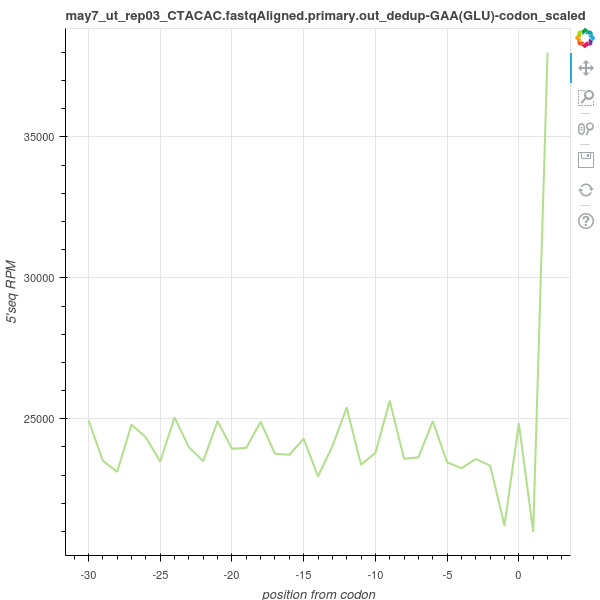 may7_ut_rep03_CTACAC.fastqAligned.primary.out_dedup-GAA(GLU)-codon_scaled
35000
30000
25000
5'seq RPM
-30 -25 -20 -15 -10 -5 0
position from codon